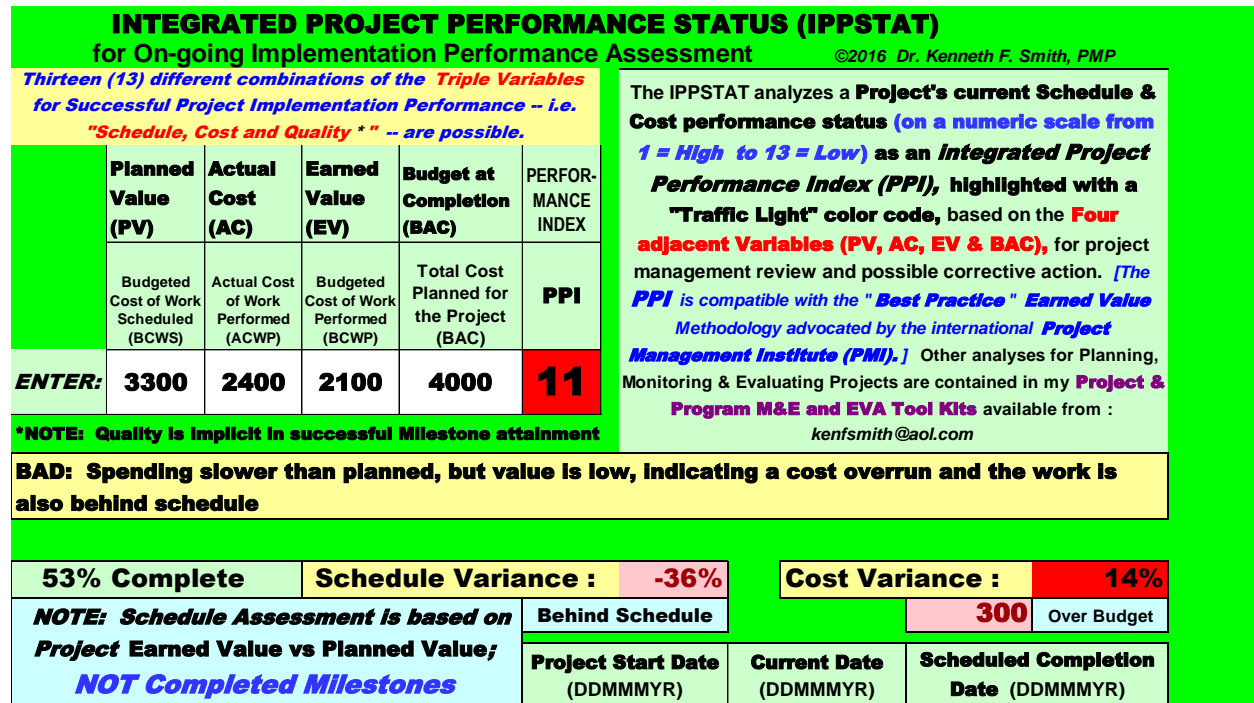 INTEGRATED PROJECT PERFORMANCE STATUS (IPPSTAT)
for On-going Implementation Performance Assessment ©2016 Dr. Kenneth F. Smith, PMP
Thirteen (13) different combinations of the Triple Variables
for Successful Project Implementation Performance -- i.e.
"Schedule, Cost and Quality * " -- are possible.
Planned
Value
(PV)
Actual
Cost
(AC)
Earned
Value
(EV)
Budget at
Completion
(BAC)
PERFOR-
MANCE
INDEX
Budgeted
Cost of Work
Scheduled
(BCWS)
Actual Cost
of Work
Performed
(ACWP)
Budgeted
Cost of Work
Performed
(BCWP)
Total Cost
Planned for
the Project
(BAC)
PPI
ENTER: 3300 2400 2100 4000 11
*NOTE: Quality is implicit in successful Milestone attainment
The IPPSTAT analyzes a Project's current Schedule &
Cost performance status (on a numeric scale from
1 = High to 13 = Low) as an integrated Project
Performance Index (PPI), highlighted with a
"Traffic Light" color code, based on the Four
adjacent Variables (PV, AC, EV & BAC), for project
management review and possible corrective action. [The
PPI is compatible with the "Best Practice" Earned Value
Methodology advocated by the international Project
Management Institute (PMI). ] Other analyses for Planning,
Monitoring & Evaluating Projects are contained in my Project &
Program M&E and EVA Tool Kits available from :
kenfsmith@aol.com
BAD: Spending slower than planned, but value is low, indicating a cost overrun and the work is
also behind schedule
53% Complete Schedule Variance : -36% Cost Variance : 14%
NOTE: Schedule Assessment is based on
Project Earned Value vs Planned Value;
NOT Completed Milestones
Behind Schedule
300 Over Budget
Project Start Date
(DDMMMYR)
Current Date
(DDMMMYR)
Scheduled Completion
Date (DDMMMYR)